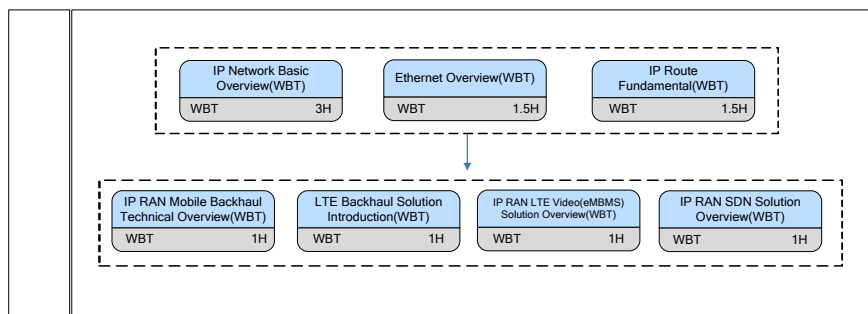 IP Network Basic
Overview(WBT)
WBT 3H
Ethernet Overview(WBT)
WBT 1.5H
IP Route
Fundamental(WBT)
WBT 1.5H
IP RAN Mobile Backhaul
Technical Overview(WBT)
WBT 1H
LTE Backhaul Solution
Introduction(WBT)
WBT 1H
IP RAN LTE Video(eMBMS)
Solution Overview(WBT)
WBT 1H
IP RAN SDN Solution
Overview(WBT)
WBT 1H